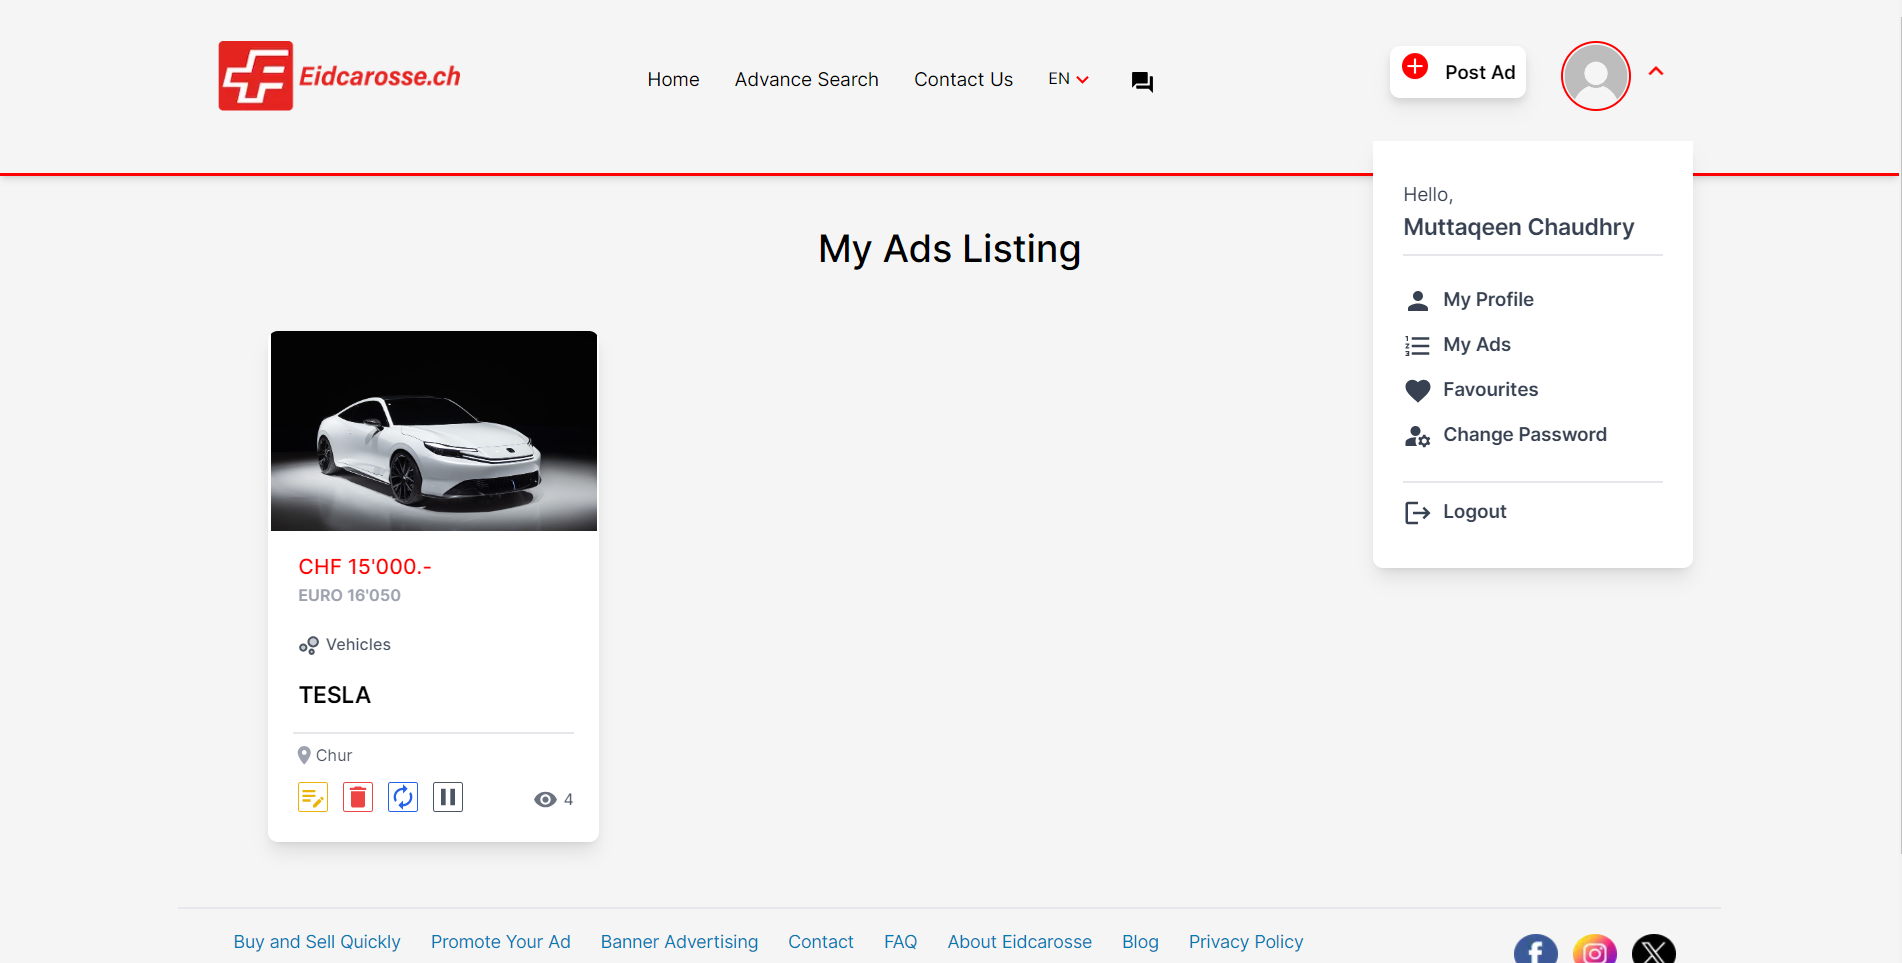 Eidcarosse.ch
Home
Advance Search
Contact Us
EN
Post Ad
Hello,
Muttaqeen Chaudhry
My Profile
My Ads
Favourites
Change Password
Logout
My Ads Listing
CHF 15'000.-
EURO 16'050
Vehicles
TESLA
Chur
4
Buy and Sell Quickly
Promote Your Ad
Banner Advertising
Contact
FAQ
About Eidcarosse
Blog
Privacy Policy